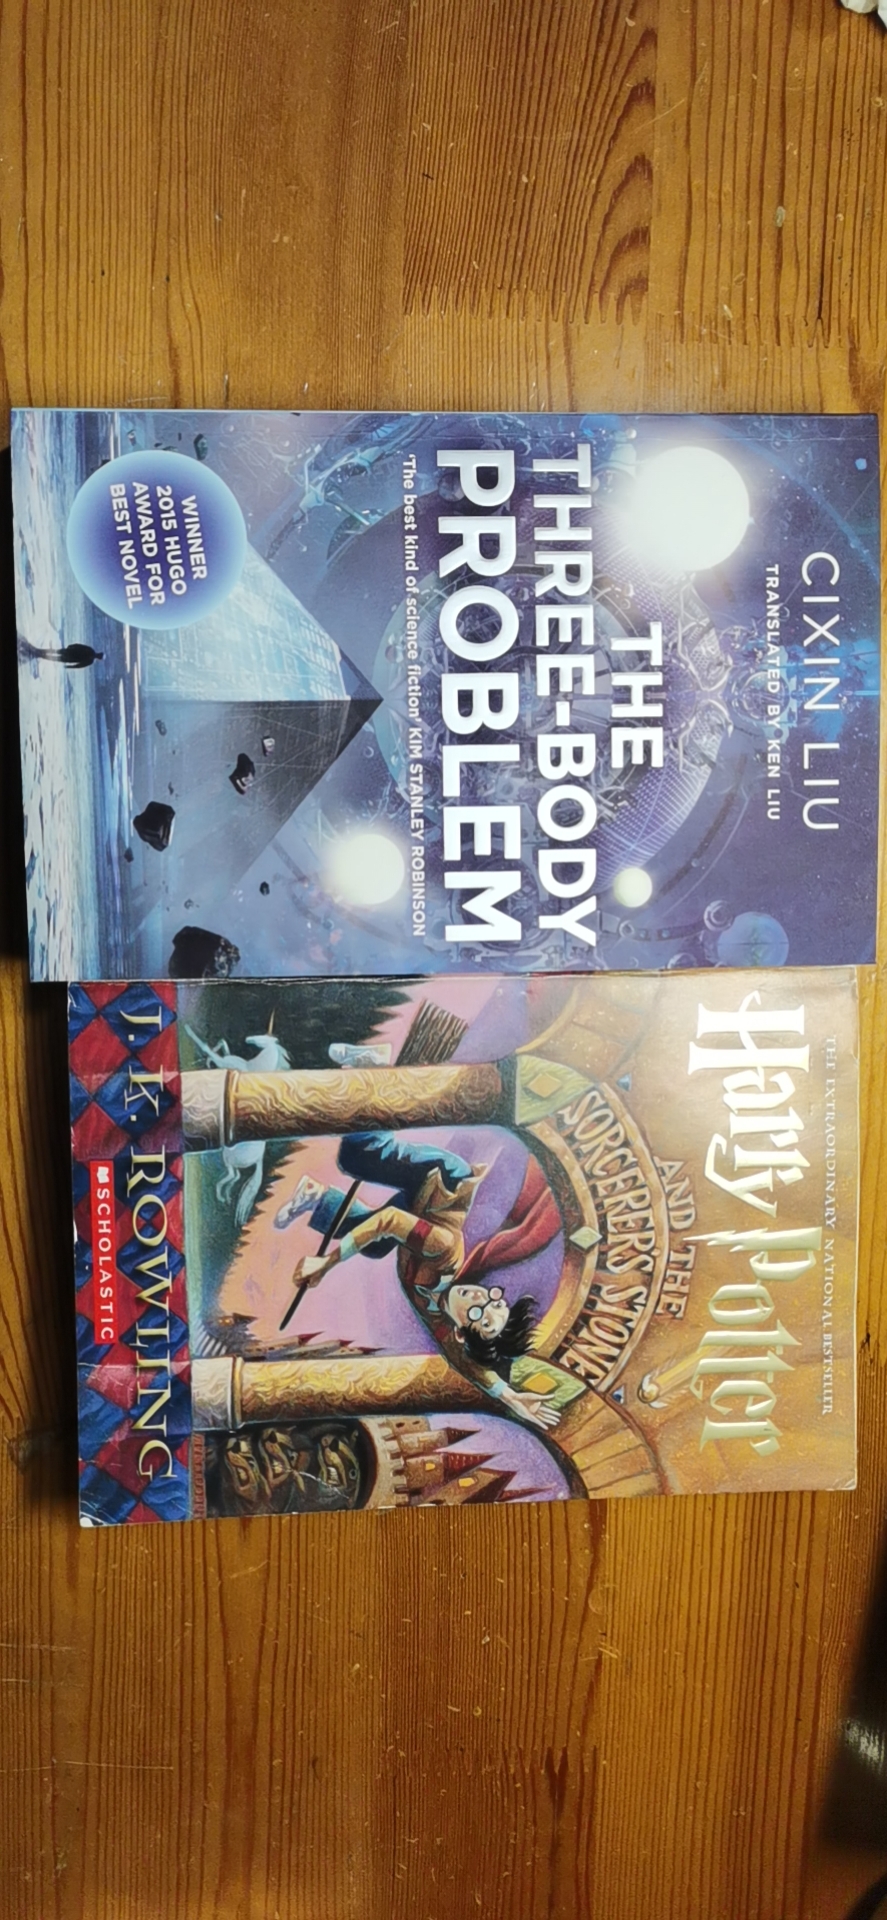 CIXIN LIU
TRANSLATED BY KEN LIU
THE
THREE-BODY
PROBLEM
'The best kind of science fiction' KIM STANLEY ROBINSON
WINNER
2015 HUGO
AWARD FOR
BEST NOVEL
THE EXTRAORDINARY NATIONAL BESTSELLER
Harry Potter
AND THE
SORCERER'S STONE
J. K. ROWLING
SCHOLASTIC